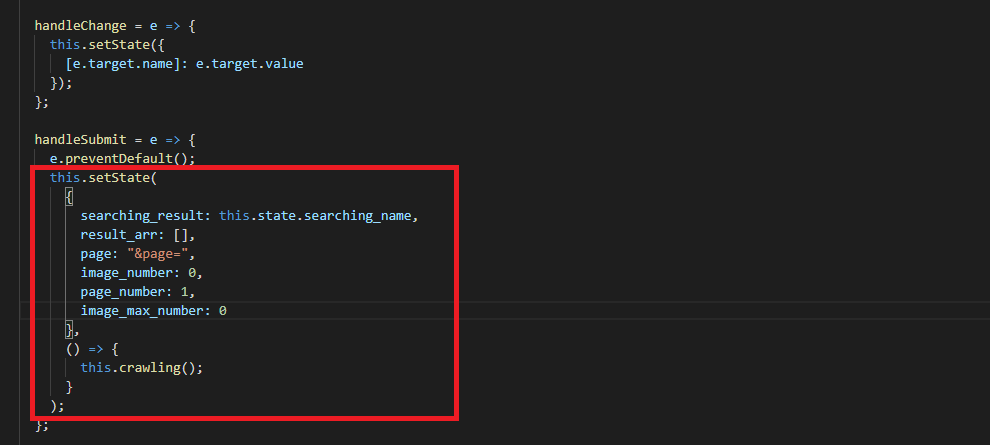 handleChange = e => {
this.setState({
[e.target.name]: e.target.value
});
};
handleSubmit = e => {
e.preventDefault();
this.setState(
{
searching_result: this.state.searching_name,
result_arr: [],
page: "&page=",
image_number: 0,
page_number: 1,
image_max_number: 0
},
() => {
this.crawling();
}
);
};